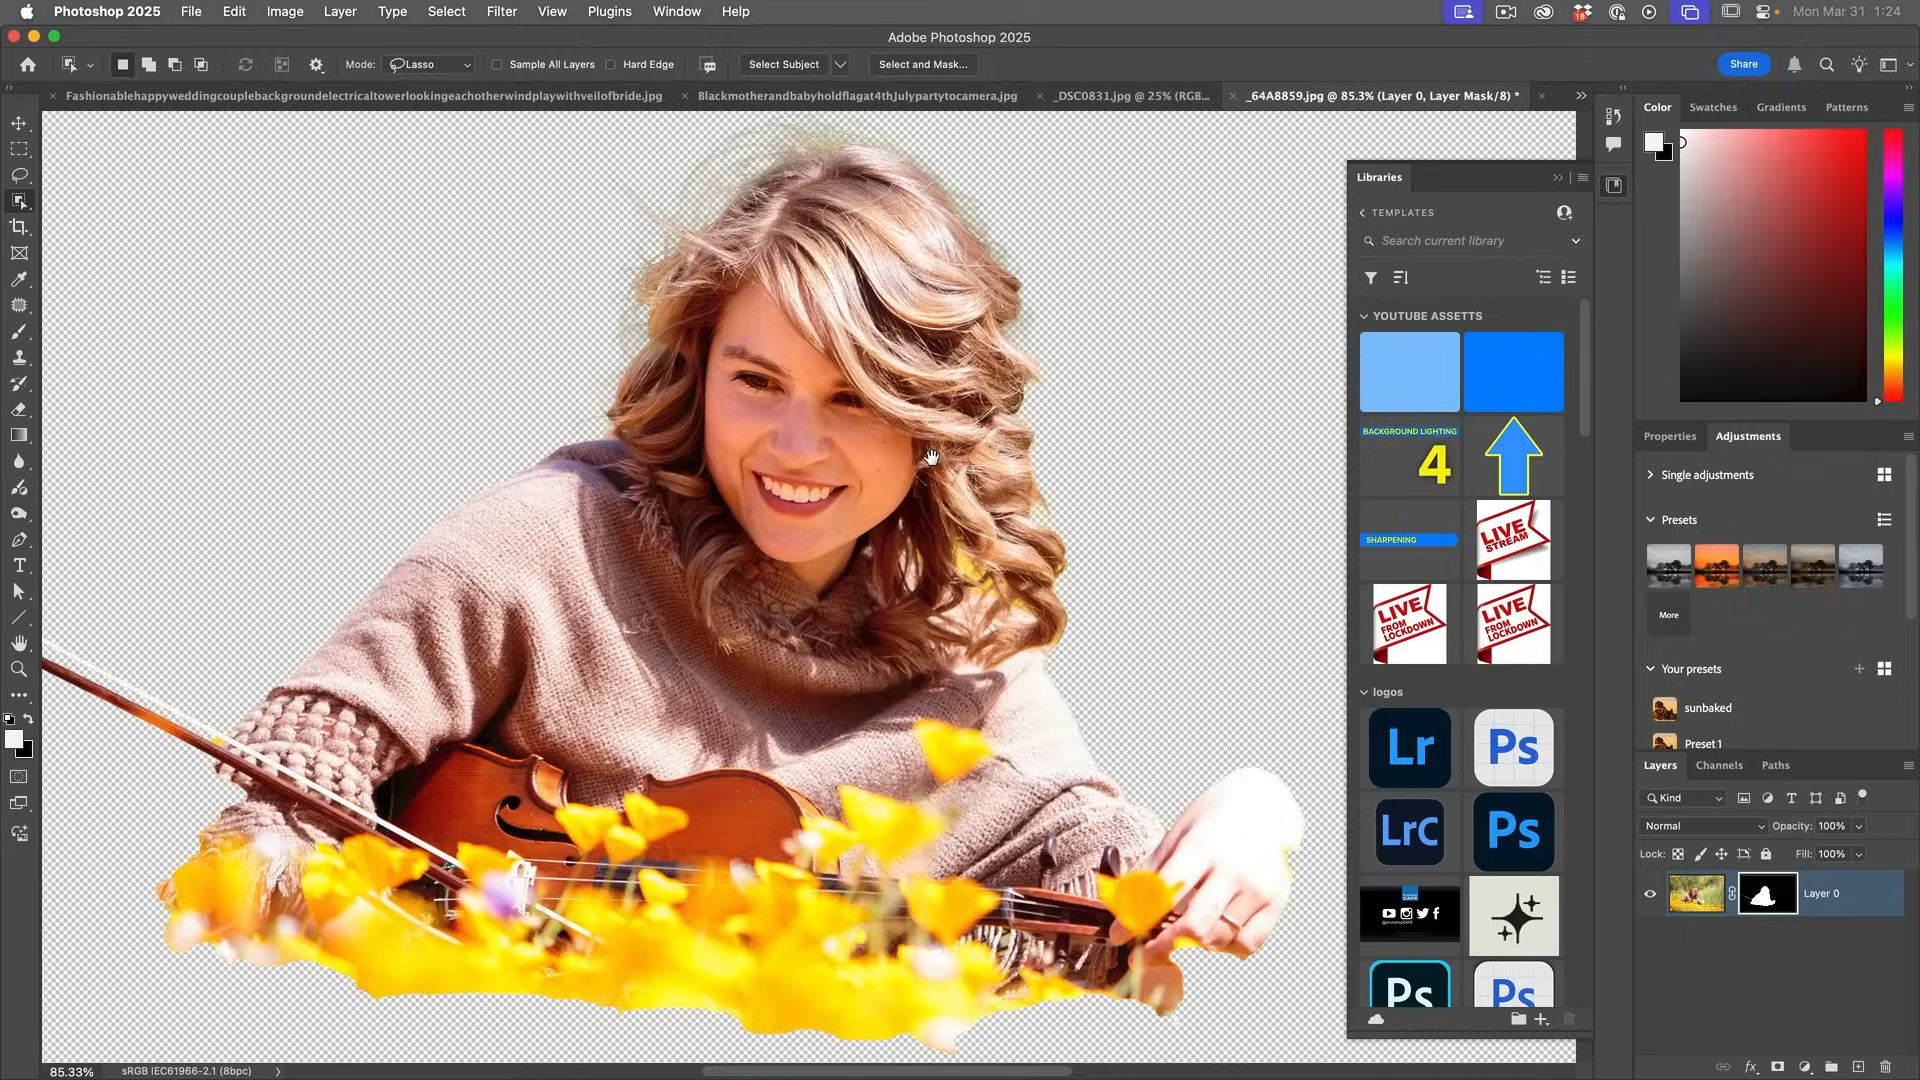 Photoshop 2025 File Edit Image Layer Type Select Filter View Plugins Window Help
18
Mon Mar 31 1:24
Adobe Photoshop 2025
Mode: Lasso Sample All Layers Hard Edge Select Subject Select and Mask... Share
Fashionablehappyweddingcouplebackgroundelectricaltowerlookingeachotherwindplaywithveilofbride.jpg
Blackmotherandbabyholdflagat4thJulypartytocamera.jpg
_DSC0831.jpg @ 25% (RGB...
_64A8859.jpg @ 85.3% (Layer 0, Layer Mask/8) *
Color Swatches Gradients Patterns
Libraries
TEMPLATES
Search current library
YOUTUBE ASSETTS
BACKGROUND LIGHTING
4
SHARPENING
LIVE
STREAM
LIVE
FROM
LOCKDOWN
LIVE
FROM
LOCKDOWN
logos
Lr
Ps
LrC
Ps
Ps
Ps
Properties Adjustments
Single adjustments
Presets
More
Your presets
sunbaked
Preset 1
Layers Channels Paths
Kind
Normal Opacity: 100%
Lock: Fill: 100%
Layer 0
85.33% sRGB IEC61966-2.1 (8bpc)